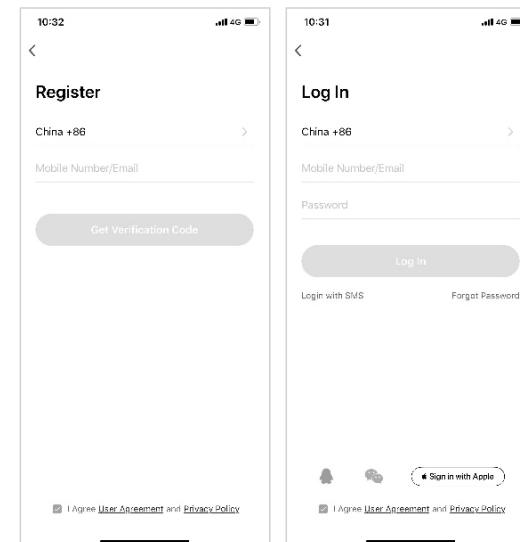 10:32
4G
Register
China +86
Mobile Number/Email
Get Verification Code
I Agree User Agreement and Privacy Policy
10:31
4G
Log In
China +86
Mobile Number/Email
Password
Log In
Login with SMS
Forgot Password
Sign in with Apple
I Agree User Agreement and Privacy Policy